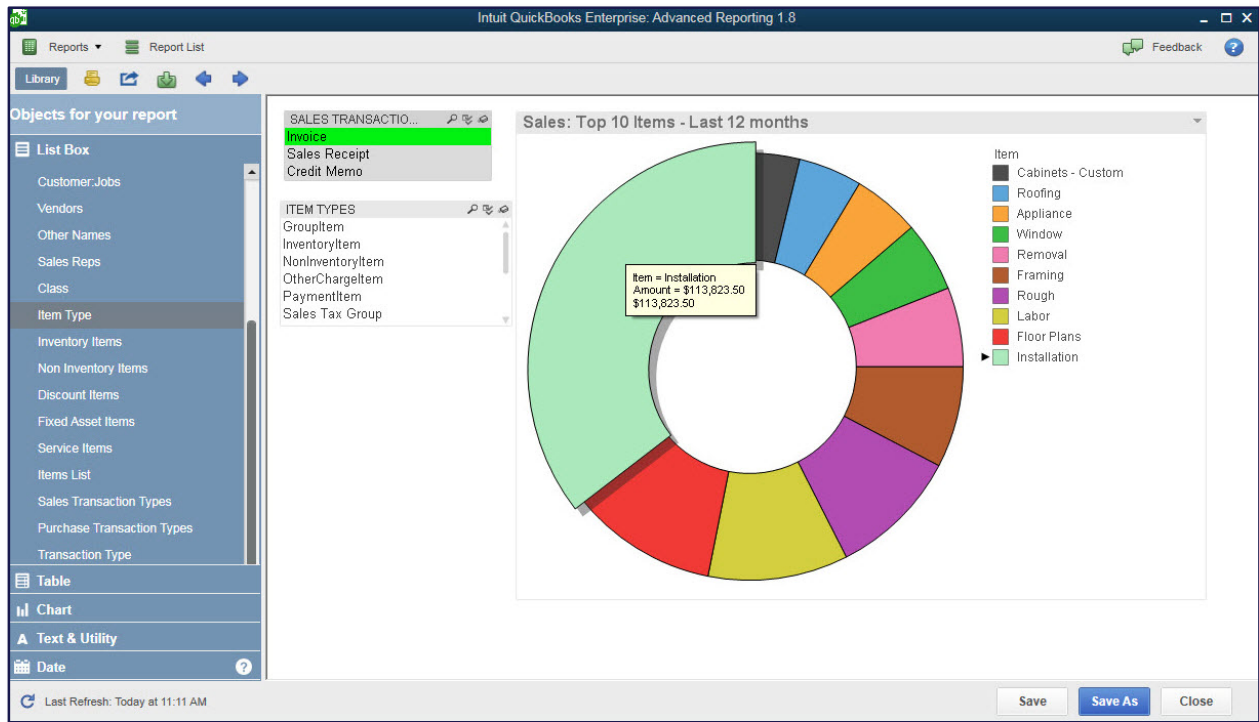 qb
Intuit QuickBooks Enterprise: Advanced Reporting 1.8
Reports
Report List
Feedback
?
Library
Objects for your report
List Box
Customer:Jobs
Vendors
Other Names
Sales Reps
Class
Item Type
Inventory Items
Non Inventory Items
Discount Items
Fixed Asset Items
Service Items
Items List
Sales Transaction Types
Purchase Transaction Types
Transaction Type
Table
Chart
A Text & Utility
Date
?
SALES TRANSACTIO...
Invoice
Sales Receipt
Credit Memo
ITEM TYPES
GroupItem
InventoryItem
NonInventoryItem
OtherChargeItem
PaymentItem
Sales Tax Group
Sales: Top 10 Items - Last 12 months
Item = Installation
Amount = $113,823.50
$113,823.50
Item
Cabinets - Custom
Roofing
Appliance
Window
Removal
Framing
Rough
Labor
Floor Plans
Installation
Last Refresh: Today at 11:11 AM
Save
Save As
Close